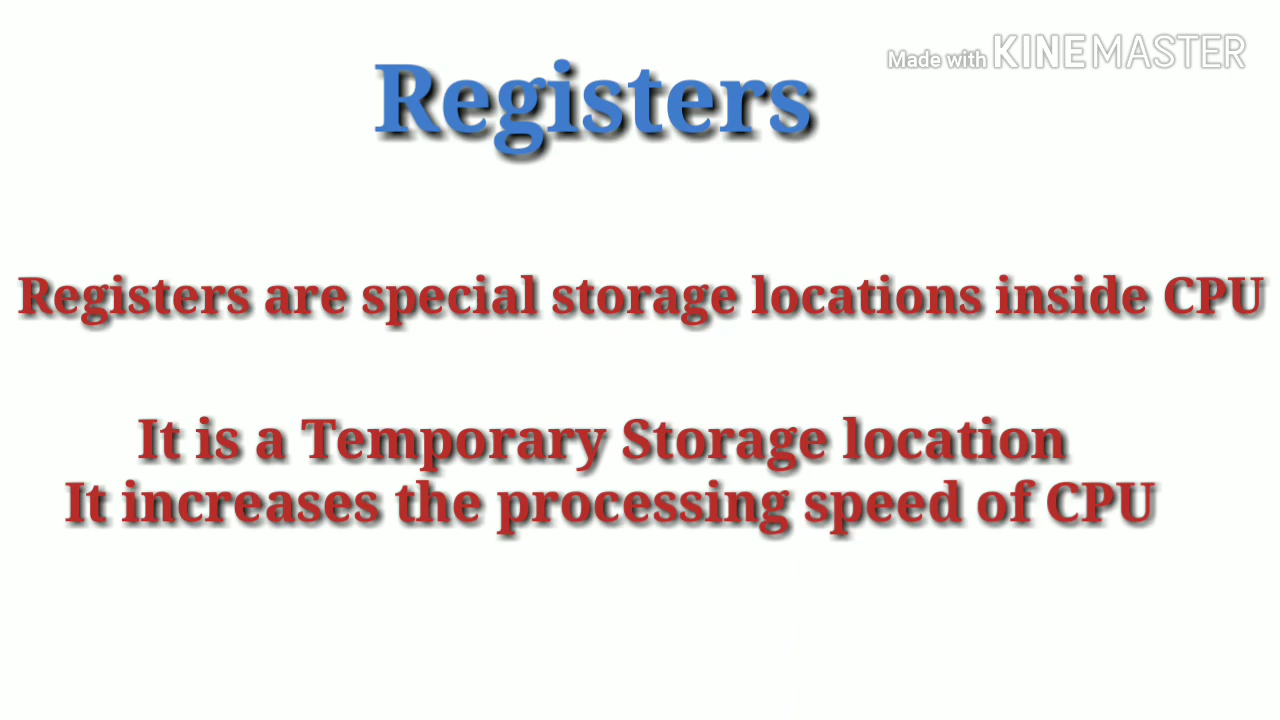 Made with KINEMASTER
Registers
Registers are special storage locations inside CPU
It is a Temporary Storage location
It increases the processing speed of CPU